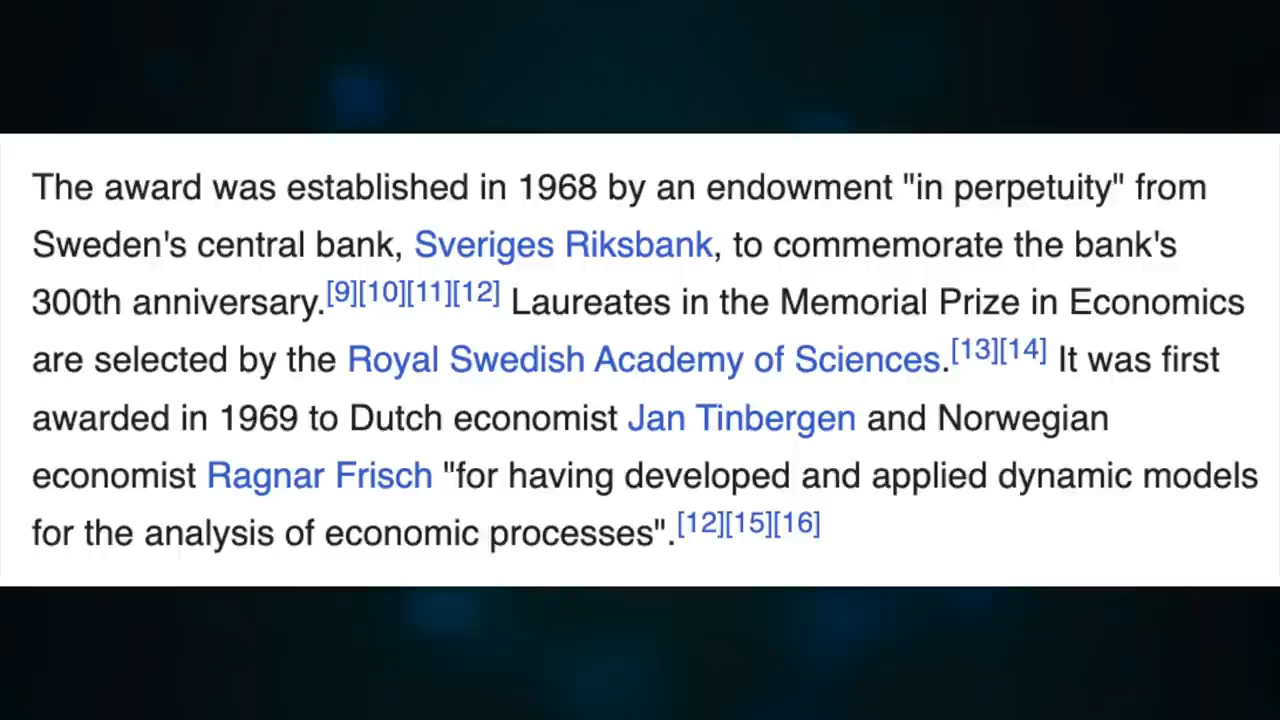 The award was established in 1968 by an endowment "in perpetuity" from
Sweden's central bank, Sveriges Riksbank, to commemorate the bank's
300th anniversary.[9][10][11][12] Laureates in the Memorial Prize in Economics
are selected by the Royal Swedish Academy of Sciences.[13][14] It was first
awarded in 1969 to Dutch economist Jan Tinbergen and Norwegian
economist Ragnar Frisch "for having developed and applied dynamic models
for the analysis of economic processes".[12][15][16]